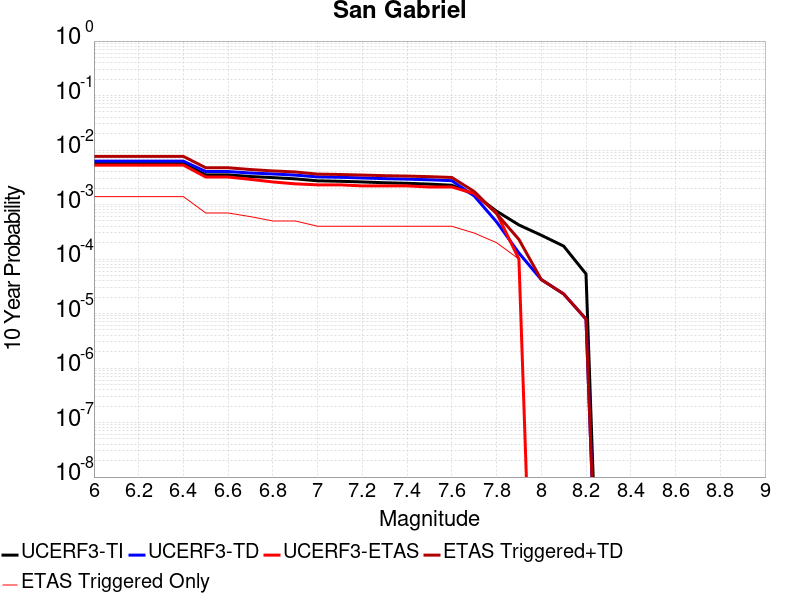 San Gabriel
10 0
10 -1
10 -2
10 -3
10 -4
10 -5
10 -6
10 -7
10 -8
10 Year Probability
6 6.2 6.4 6.6 6.8 7 7.2 7.4 7.6 7.8 8 8.2 8.4 8.6 8.8 9
Magnitude
UCERF3-TI UCERF3-TD UCERF3-ETAS ETAS Triggered+TD
ETAS Triggered Only